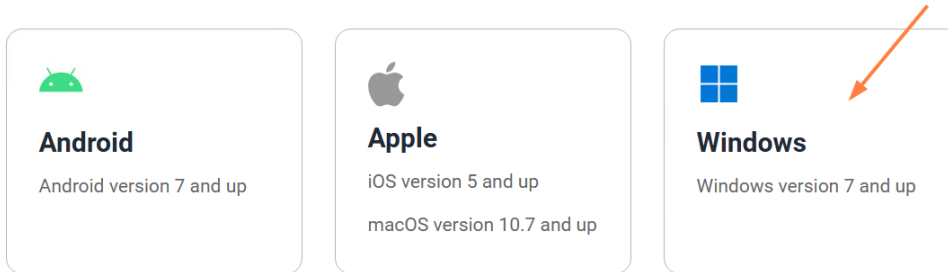 Android
Android version 7 and up
Apple
iOS version 5 and up
macOS version 10.7 and up
Windows
Windows version 7 and up